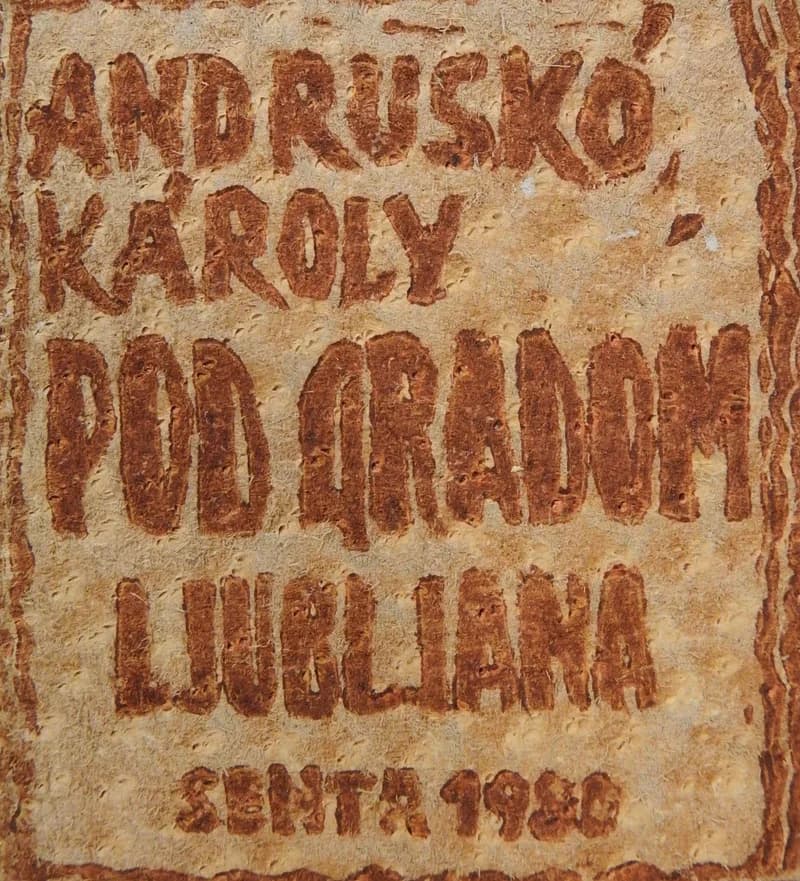 ANDRUSKÓ
KÁROLY
POD GRADOM
LJUBLJANA
SENTA 1980